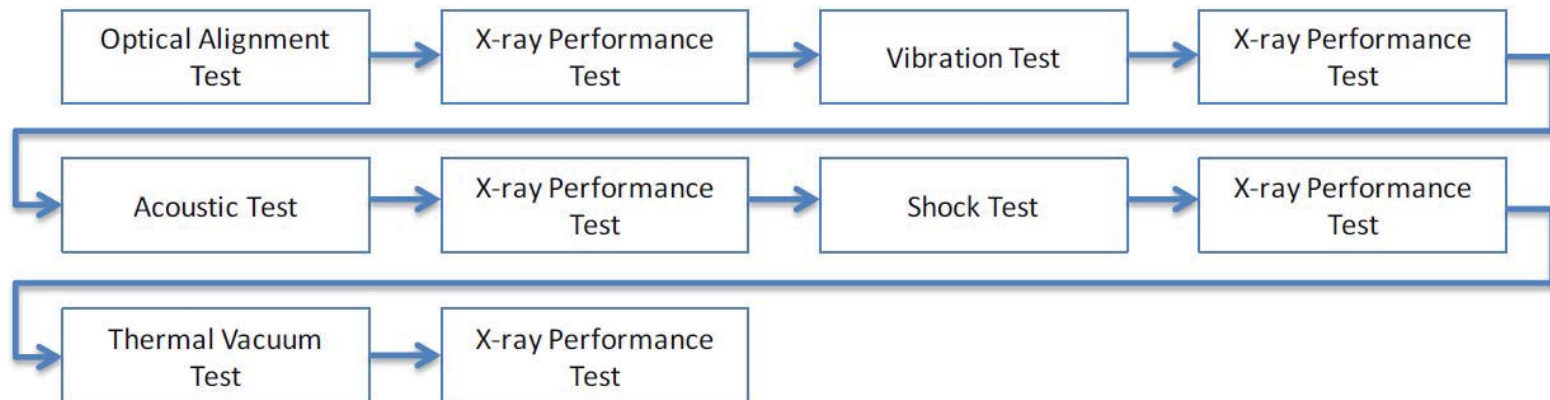 Optical Alignment
Test
X-ray Performance
Test
Vibration Test
X-ray Performance
Test
Acoustic Test
X-ray Performance
Test
Shock Test
X-ray Performance
Test
Thermal Vacuum
Test
X-ray Performance
Test